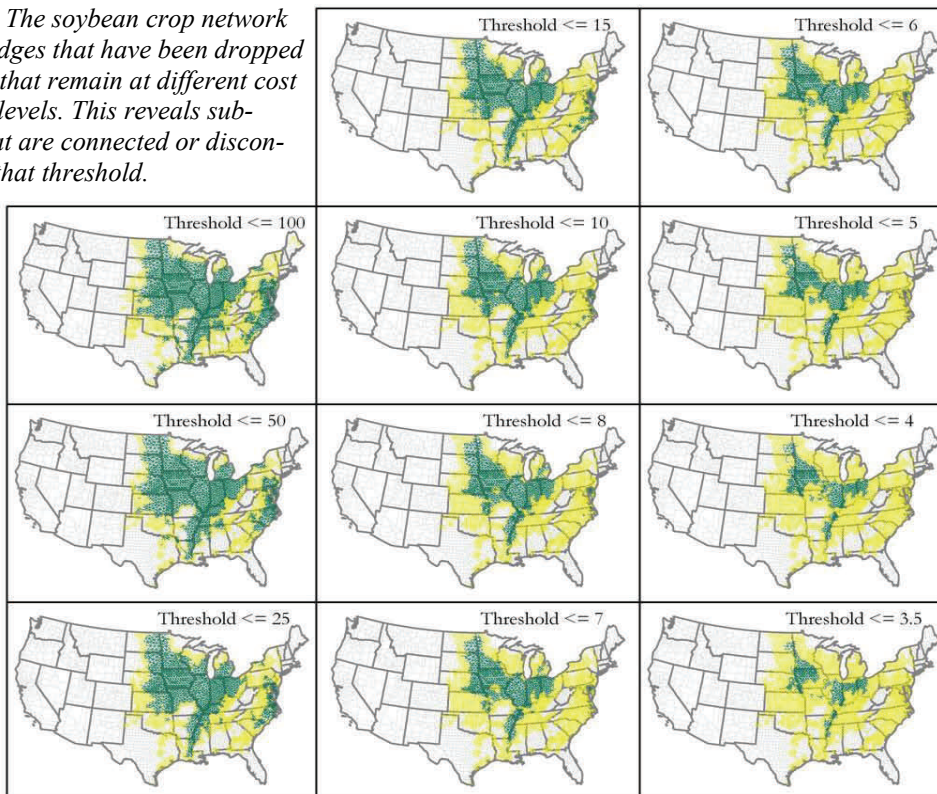 The soybean crop network
dges that have been dropped
that remain at different cost
levels. This reveals sub-
at are connected or discon-
that threshold.
Threshold <= 15
Threshold <= 6
Threshold <= 100
Threshold <= 10
Threshold <= 5
Threshold <= 50
Threshold <= 8
Threshold <= 4
Threshold <= 25
Threshold <= 7
Threshold <= 3.5